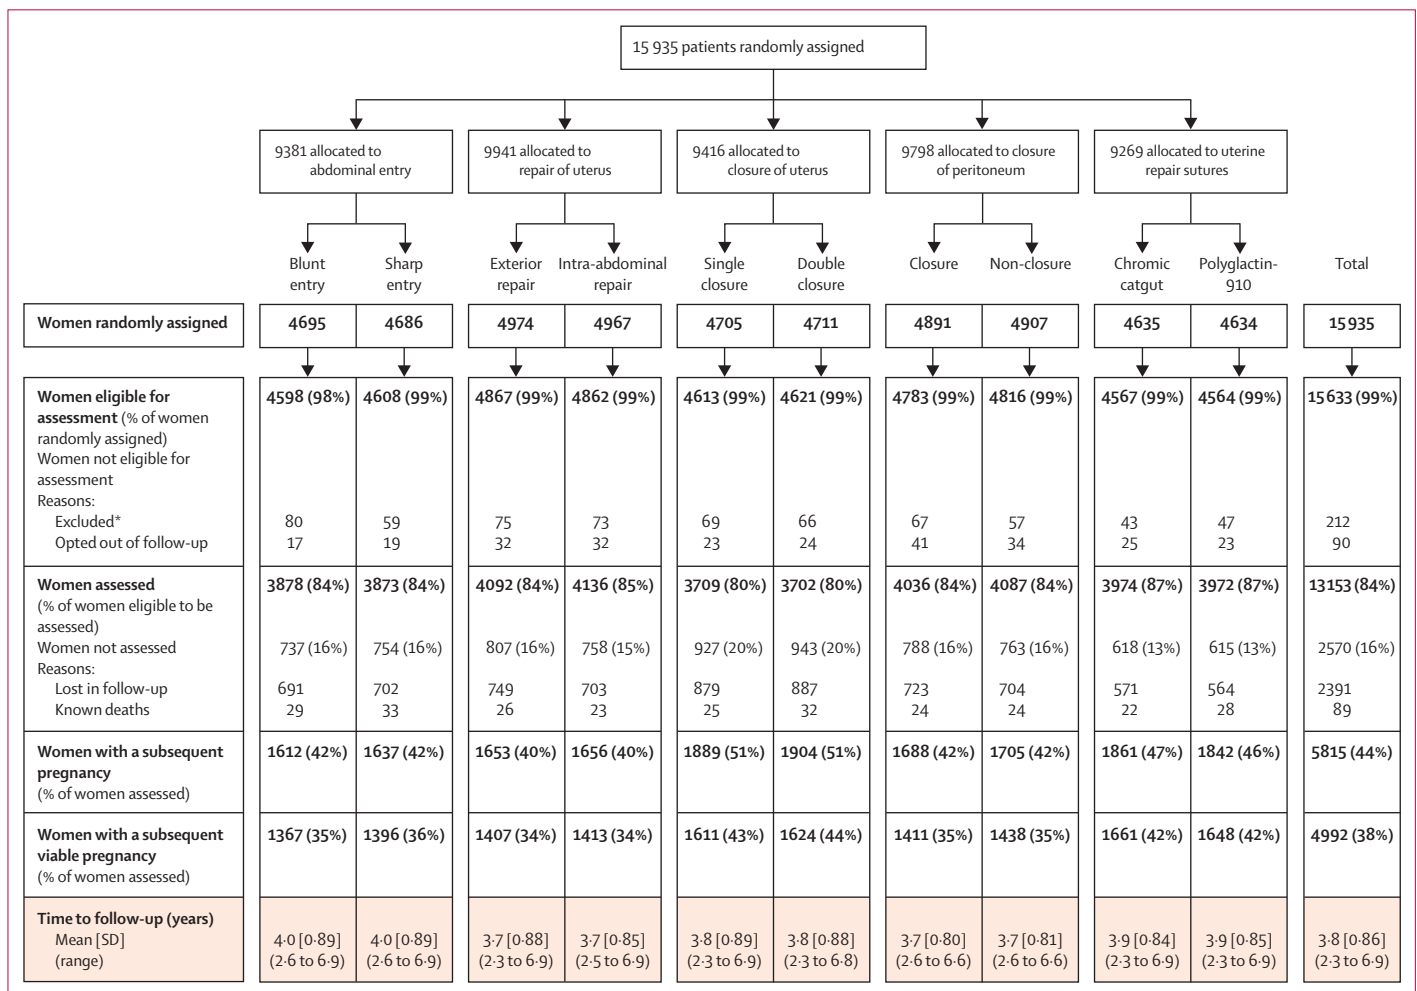 15 935 patients randomly assigned
9381 allocated to
abdominal entry
9941 allocated to
repair of uterus
9416 allocated to
closure of uterus
9798 allocated to closure
of peritoneum
9269 allocated to uterine
repair sutures
Blunt
entry
Sharp
entry
Exterior
repair
Intra-abdominal
repair
Single
closure
Double
closure
Closure
Non-closure
Chromic
catgut
Polyglactin-
910
Total
Women randomly assigned 4695 4686 4974 4967 4705 4711 4891 4907 4635 4634 15 935
Women eligible for 4598 (98%) 4608 (99%) 4867 (99%) 4862 (99%) 4613 (99%) 4621 (99%) 4783 (99%) 4816 (99%) 4567 (99%) 4564 (99%) 15 633 (99%)
assessment (% of women
randomly assigned)
Women not eligible for
assessment
Reasons:
Excluded* 80 59 75 73 69 66 67 57 43 47 212
Opted out of follow-up 17 19 32 32 23 24 41 34 25 23 90
Women assessed 3878 (84%) 3873 (84%) 4092 (84%) 4136 (85%) 3709 (80%) 3702 (80%) 4036 (84%) 4087 (84%) 3974 (87%) 3972 (87%) 13 153 (84%)
(% of women eligible to be
assessed)
Women not assessed 737 (16%) 754 (16%) 807 (16%) 758 (15%) 927 (20%) 943 (20%) 788 (16%) 763 (16%) 618 (13%) 615 (13%) 2570 (16%)
Reasons:
Lost in follow-up 691 702 749 703 879 887 723 704 571 564 2391
Known deaths 29 33 26 23 25 32 24 24 22 28 89
Women with a subsequent 1612 (42%) 1637 (42%) 1653 (40%) 1656 (40%) 1889 (51%) 1904 (51%) 1688 (42%) 1705 (42%) 1861 (47%) 1842 (46%) 5815 (44%)
pregnancy
(% of women assessed)
Women with a subsequent 1367 (35%) 1396 (36%) 1407 (34%) 1413 (34%) 1611 (43%) 1624 (44%) 1411 (35%) 1438 (35%) 1661 (42%) 1648 (42%) 4992 (38%)
viable pregnancy
(% of women assessed)
Time to follow-up (years)
Mean [SD] 4·0 [0·89] 4·0 [0·89] 3·7 [0·88] 3·7 [0·85] 3·8 [0·89] 3·8 [0·88] 3·7 [0·80] 3·7 [0·81] 3·9 [0·84] 3·9 [0·85] 3·8 [0·86]
(range) (2·6 to 6·9) (2·6 to 6·9) (2·3 to 6·9) (2·5 to 6·9) (2·3 to 6·9) (2·3 to 6·8) (2·6 to 6·6) (2·6 to 6·6) (2·3 to 6·9) (2·3 to 6·9) (2·3 to 6·9)